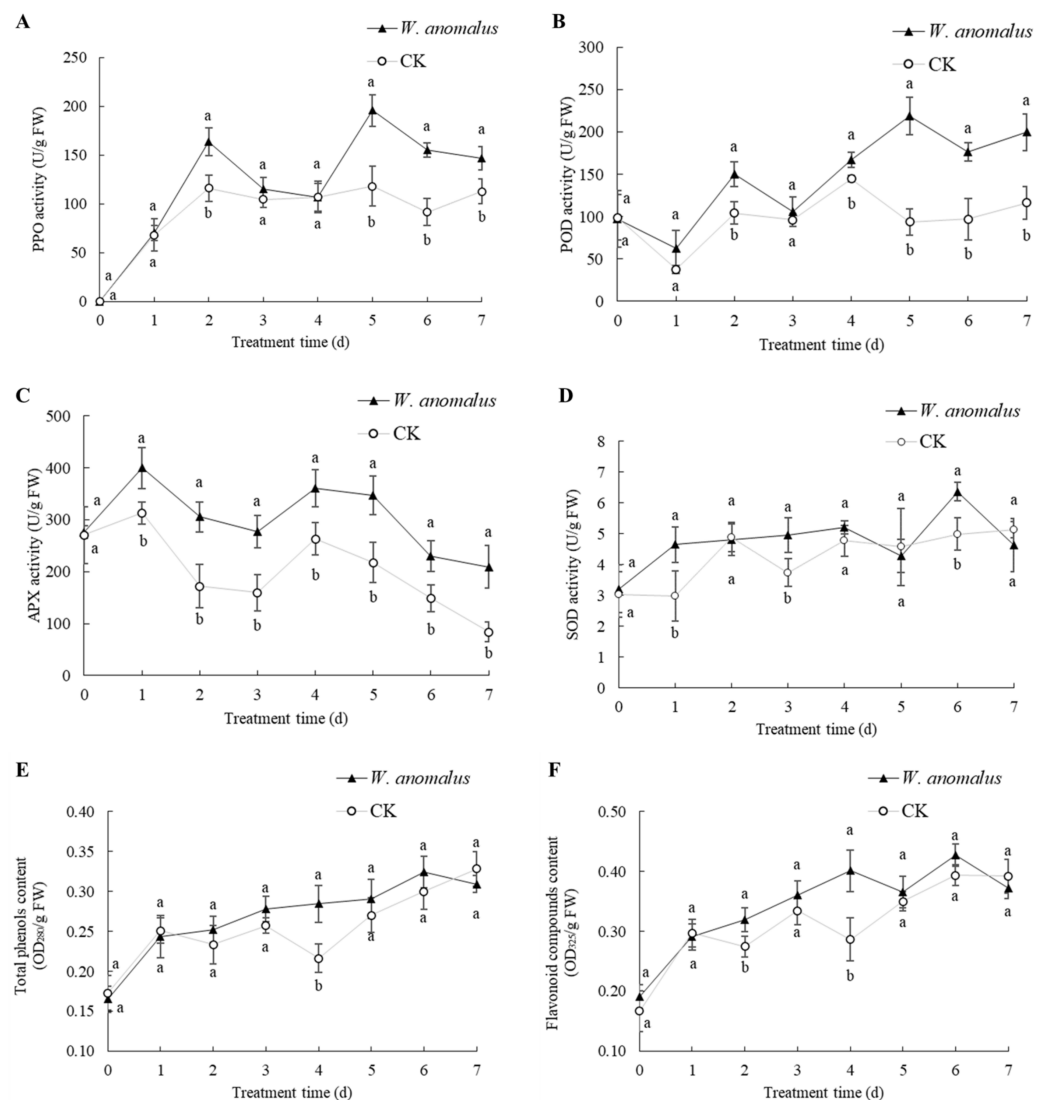 A
W. anomalus
CK
PPO activity (U/g FW)
250
200
150
100
50
0
a a a a a a a a
a a b a a b b b
0 1 2 3 4 5 6 7
Treatment time (d)
B
W. anomalus
CK
POD activity (U/g FW)
300
250
200
150
100
50
0
a a a a a a a a
a a b a b b b b
0 1 2 3 4 5 6 7
Treatment time (d)
C
W. anomalus
CK
APX activity (U/g FW)
500
400
300
200
100
0
a a a a a a a a
a b b b b b b b
0 1 2 3 4 5 6 7
Treatment time (d)
D
W. anomalus
CK
SOD activity (U/g FW)
8
7
6
5
4
3
2
1
0
a a a a a a a a
a b a b a a b a
0 1 2 3 4 5 6 7
Treatment time (d)
E
W. anomalus
CK
Total phenols content
(OD280/g FW)
0.40
0.35
0.30
0.25
0.20
0.15
0.10
a a a a a a a a
a a a a b a a a
0 1 2 3 4 5 6 7
Treatment time (d)
F
W. anomalus
CK
Flavonoid compounds content
(OD325/g FW)
0.50
0.40
0.30
0.20
0.10
a a a a a a a a
a a b a b a a a
0 1 2 3 4 5 6 7
Treatment time (d)